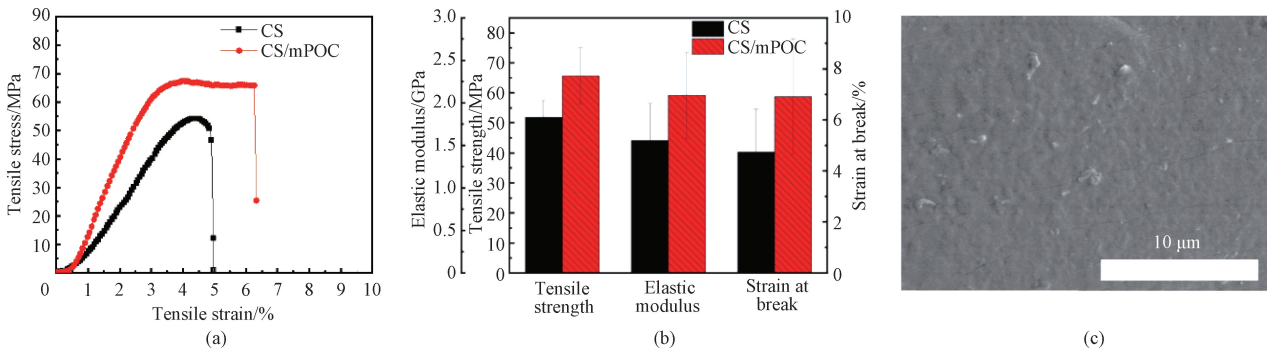 90
80
70
60
50
40
30
20
10
0
1
2
3
4
5
6
7
8
9
10
Tensile stress/MPa
Tensile strain/%
CS
CS/mPOC
(a)
3.0
2.5
2.0
1.5
1.0
0.5
0
Elastic modulus/GPa
80
70
60
50
40
30
20
10
0
Tensile strength/MPa
CS
CS/mPOC
10
8
6
4
2
0
Strain at break/%
Tensile
strength
Elastic
modulus
Strain at
break
(b)
10 μm
(c)